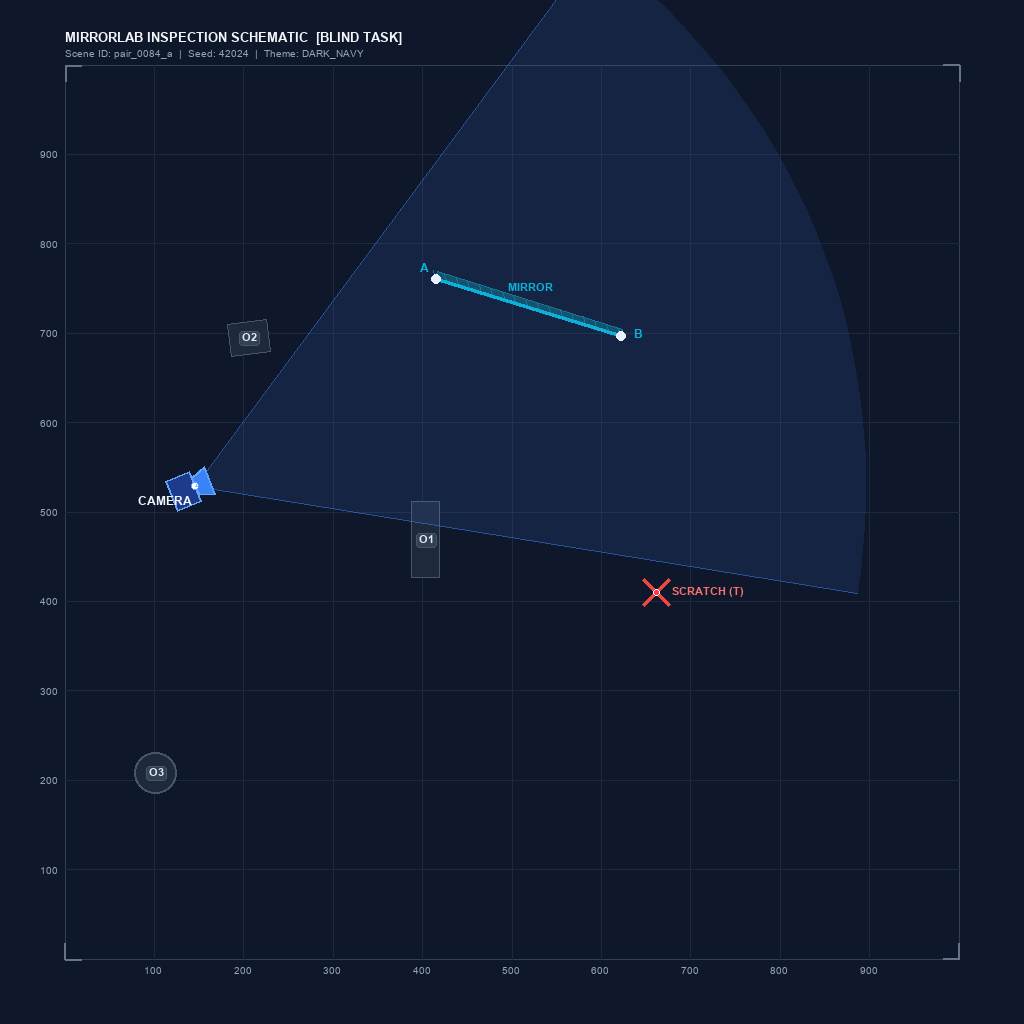 MIRRORLAB INSPECTION SCHEMATIC [BLIND TASK]
Scene ID: pair_0084_a | Seed: 42024 | Theme: DARK_NAVY
900
800
A
MIRROR
B
700
O2
600
CAMERA
500
O1
400
SCRATCH (T)
300
O3
200
100
100 200 300 400 500 600 700 800 900